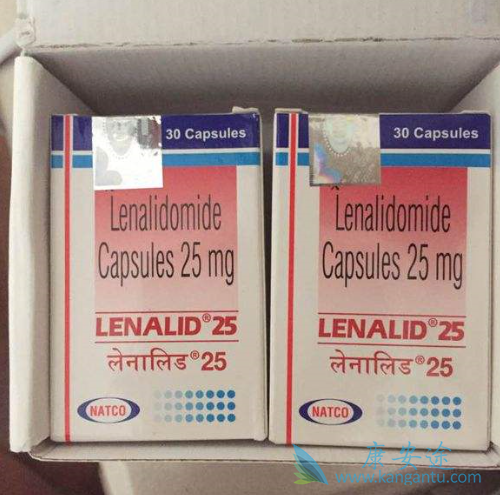 30 Capsules
Lenalidomide
Capsules 25 mg
LENALID® 25
लेनालिड® 25
NATCO
30 Capsules
Lenalidomide
Capsules 25 mg
LENALID® 25
लेनालिड® 25
NATCO
康安途
www.kangantu.com